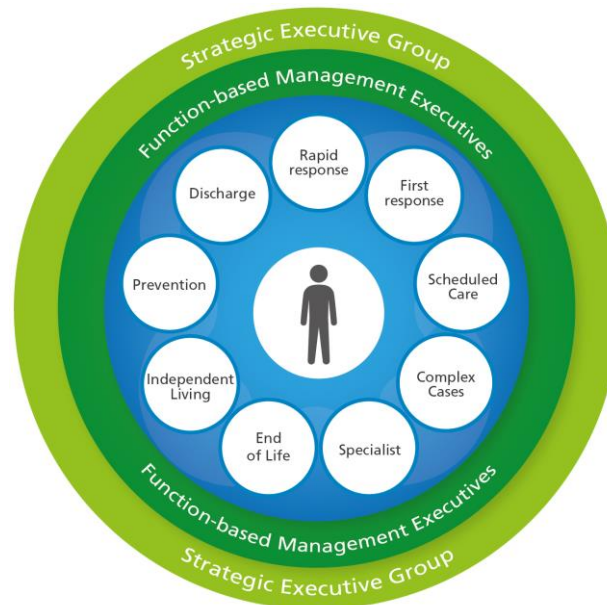 Strategic Executive Group
Function-based Management Executives
Rapid
response
First
response
Discharge
Scheduled
Care
Prevention
Complex
Cases
Independent
Living
End
of Life
Specialist
Function-based Management Executives
Strategic Executive Group